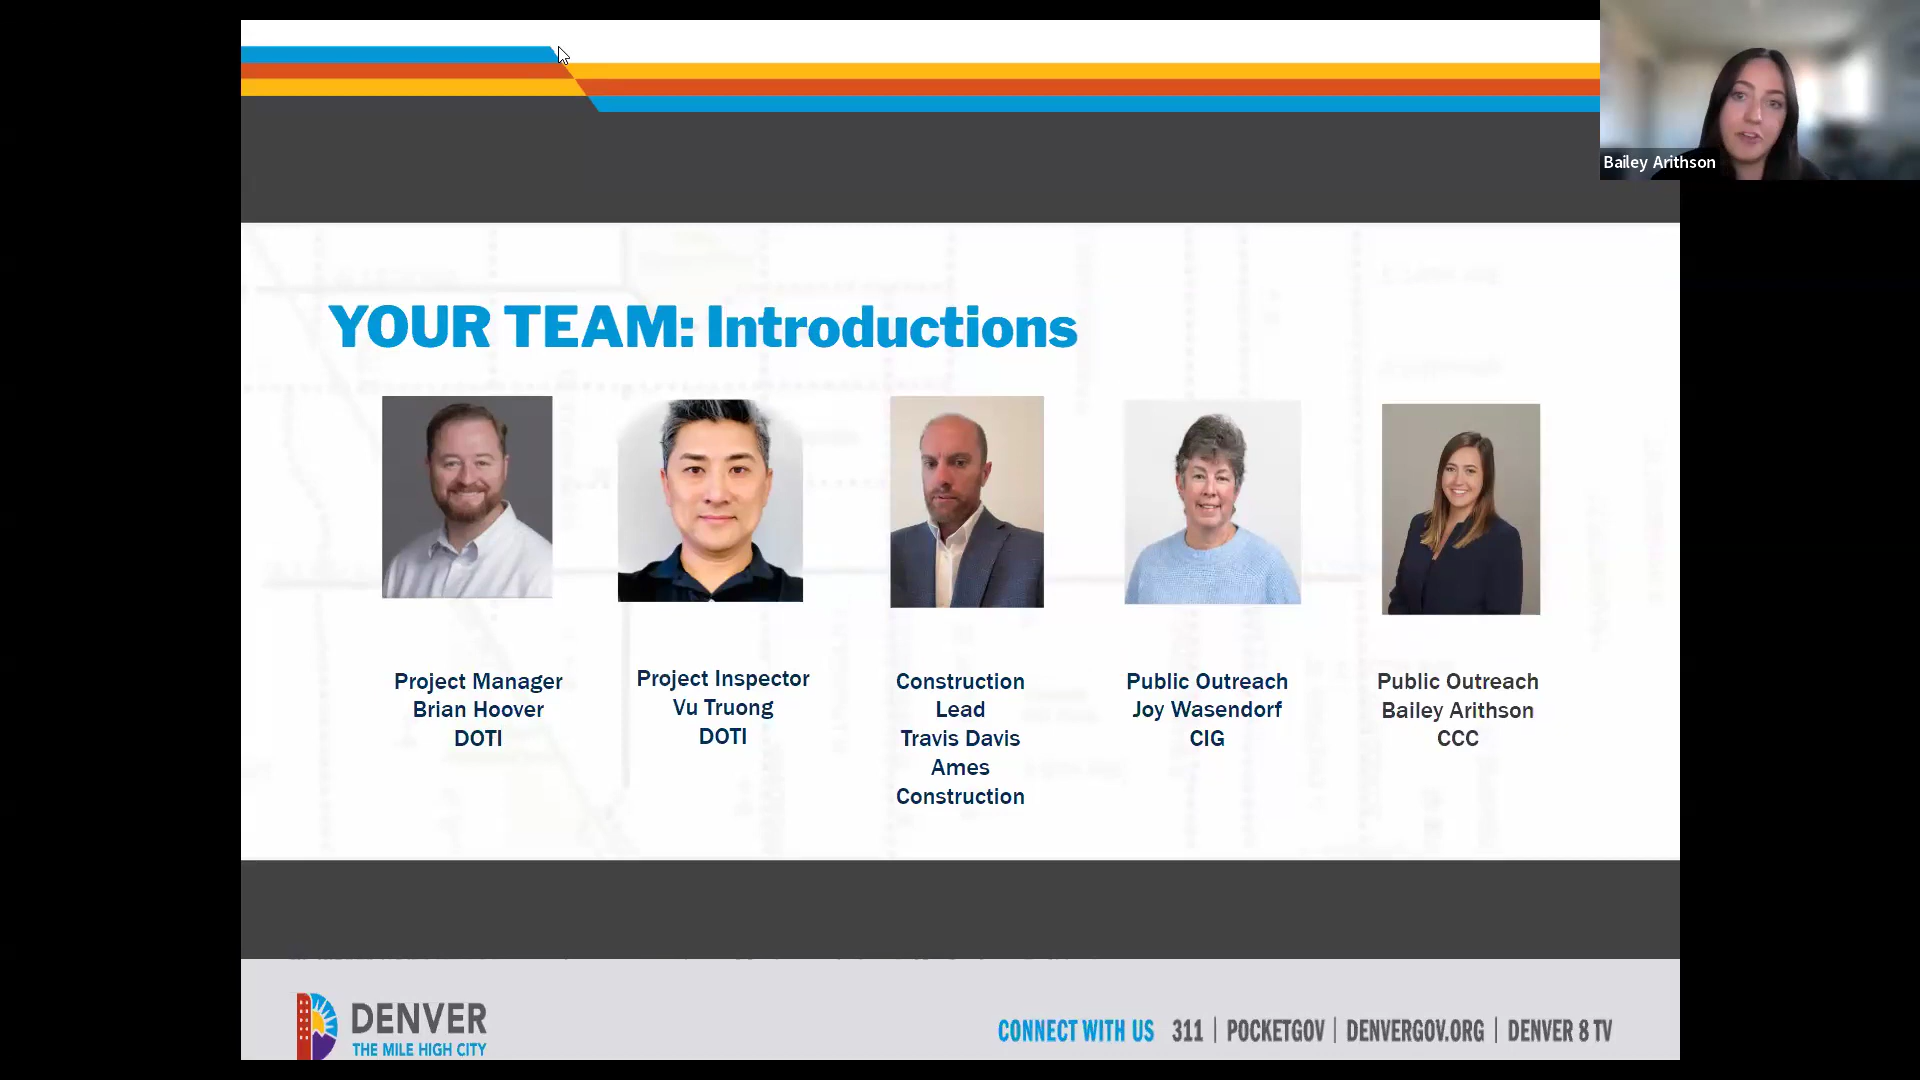 Bailey Arithson
YOUR TEAM: Introductions
Project Manager
Brian Hoover
DOTI
Project Inspector
Vu Truong
DOTI
Construction
Lead
Travis Davis
Ames
Construction
Public Outreach
Joy Wasendorf
CIG
Public Outreach
Bailey Arithson
CCC
DENVER
THE MILE HIGH CITY
CONNECT WITH US 311 | POCKETGOV | DENVERGOV.ORG | DENVER 8 TV